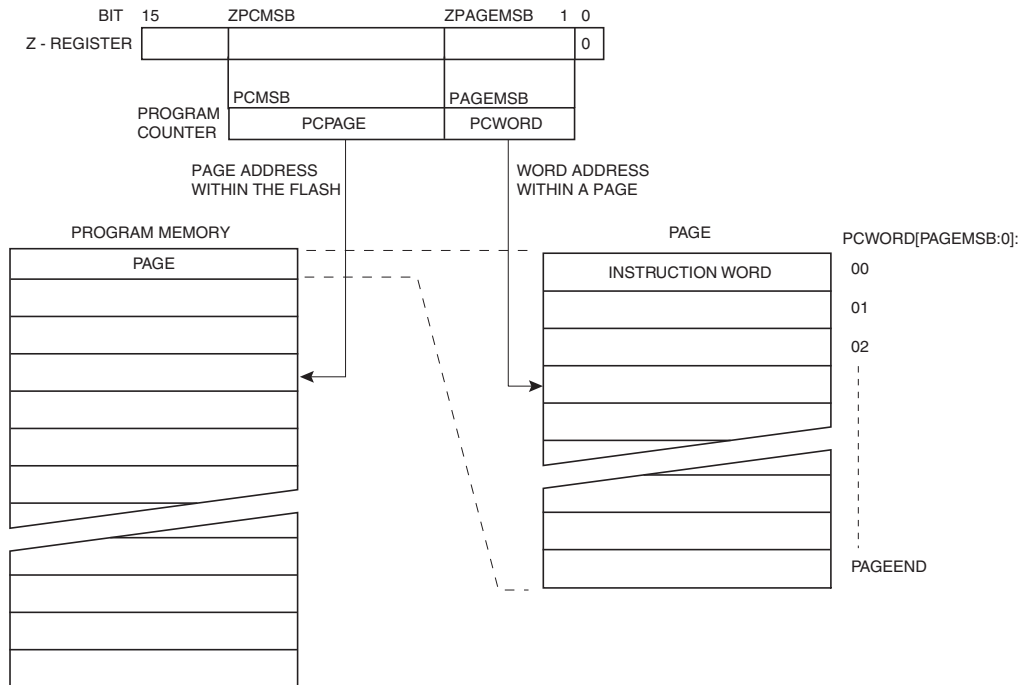 BIT 15 ZPCMSB ZPAGEMSB 1 0
Z - REGISTER 0
PCMSB PAGEMSB
PROGRAM
COUNTER
PCPAGE PCWORD
PAGE ADDRESS
WITHIN THE FLASH
WORD ADDRESS
WITHIN A PAGE
PROGRAM MEMORY
PAGE
PAGE
PCWORD[PAGEMSB:0]:
INSTRUCTION WORD 00
01
02
PAGEEND